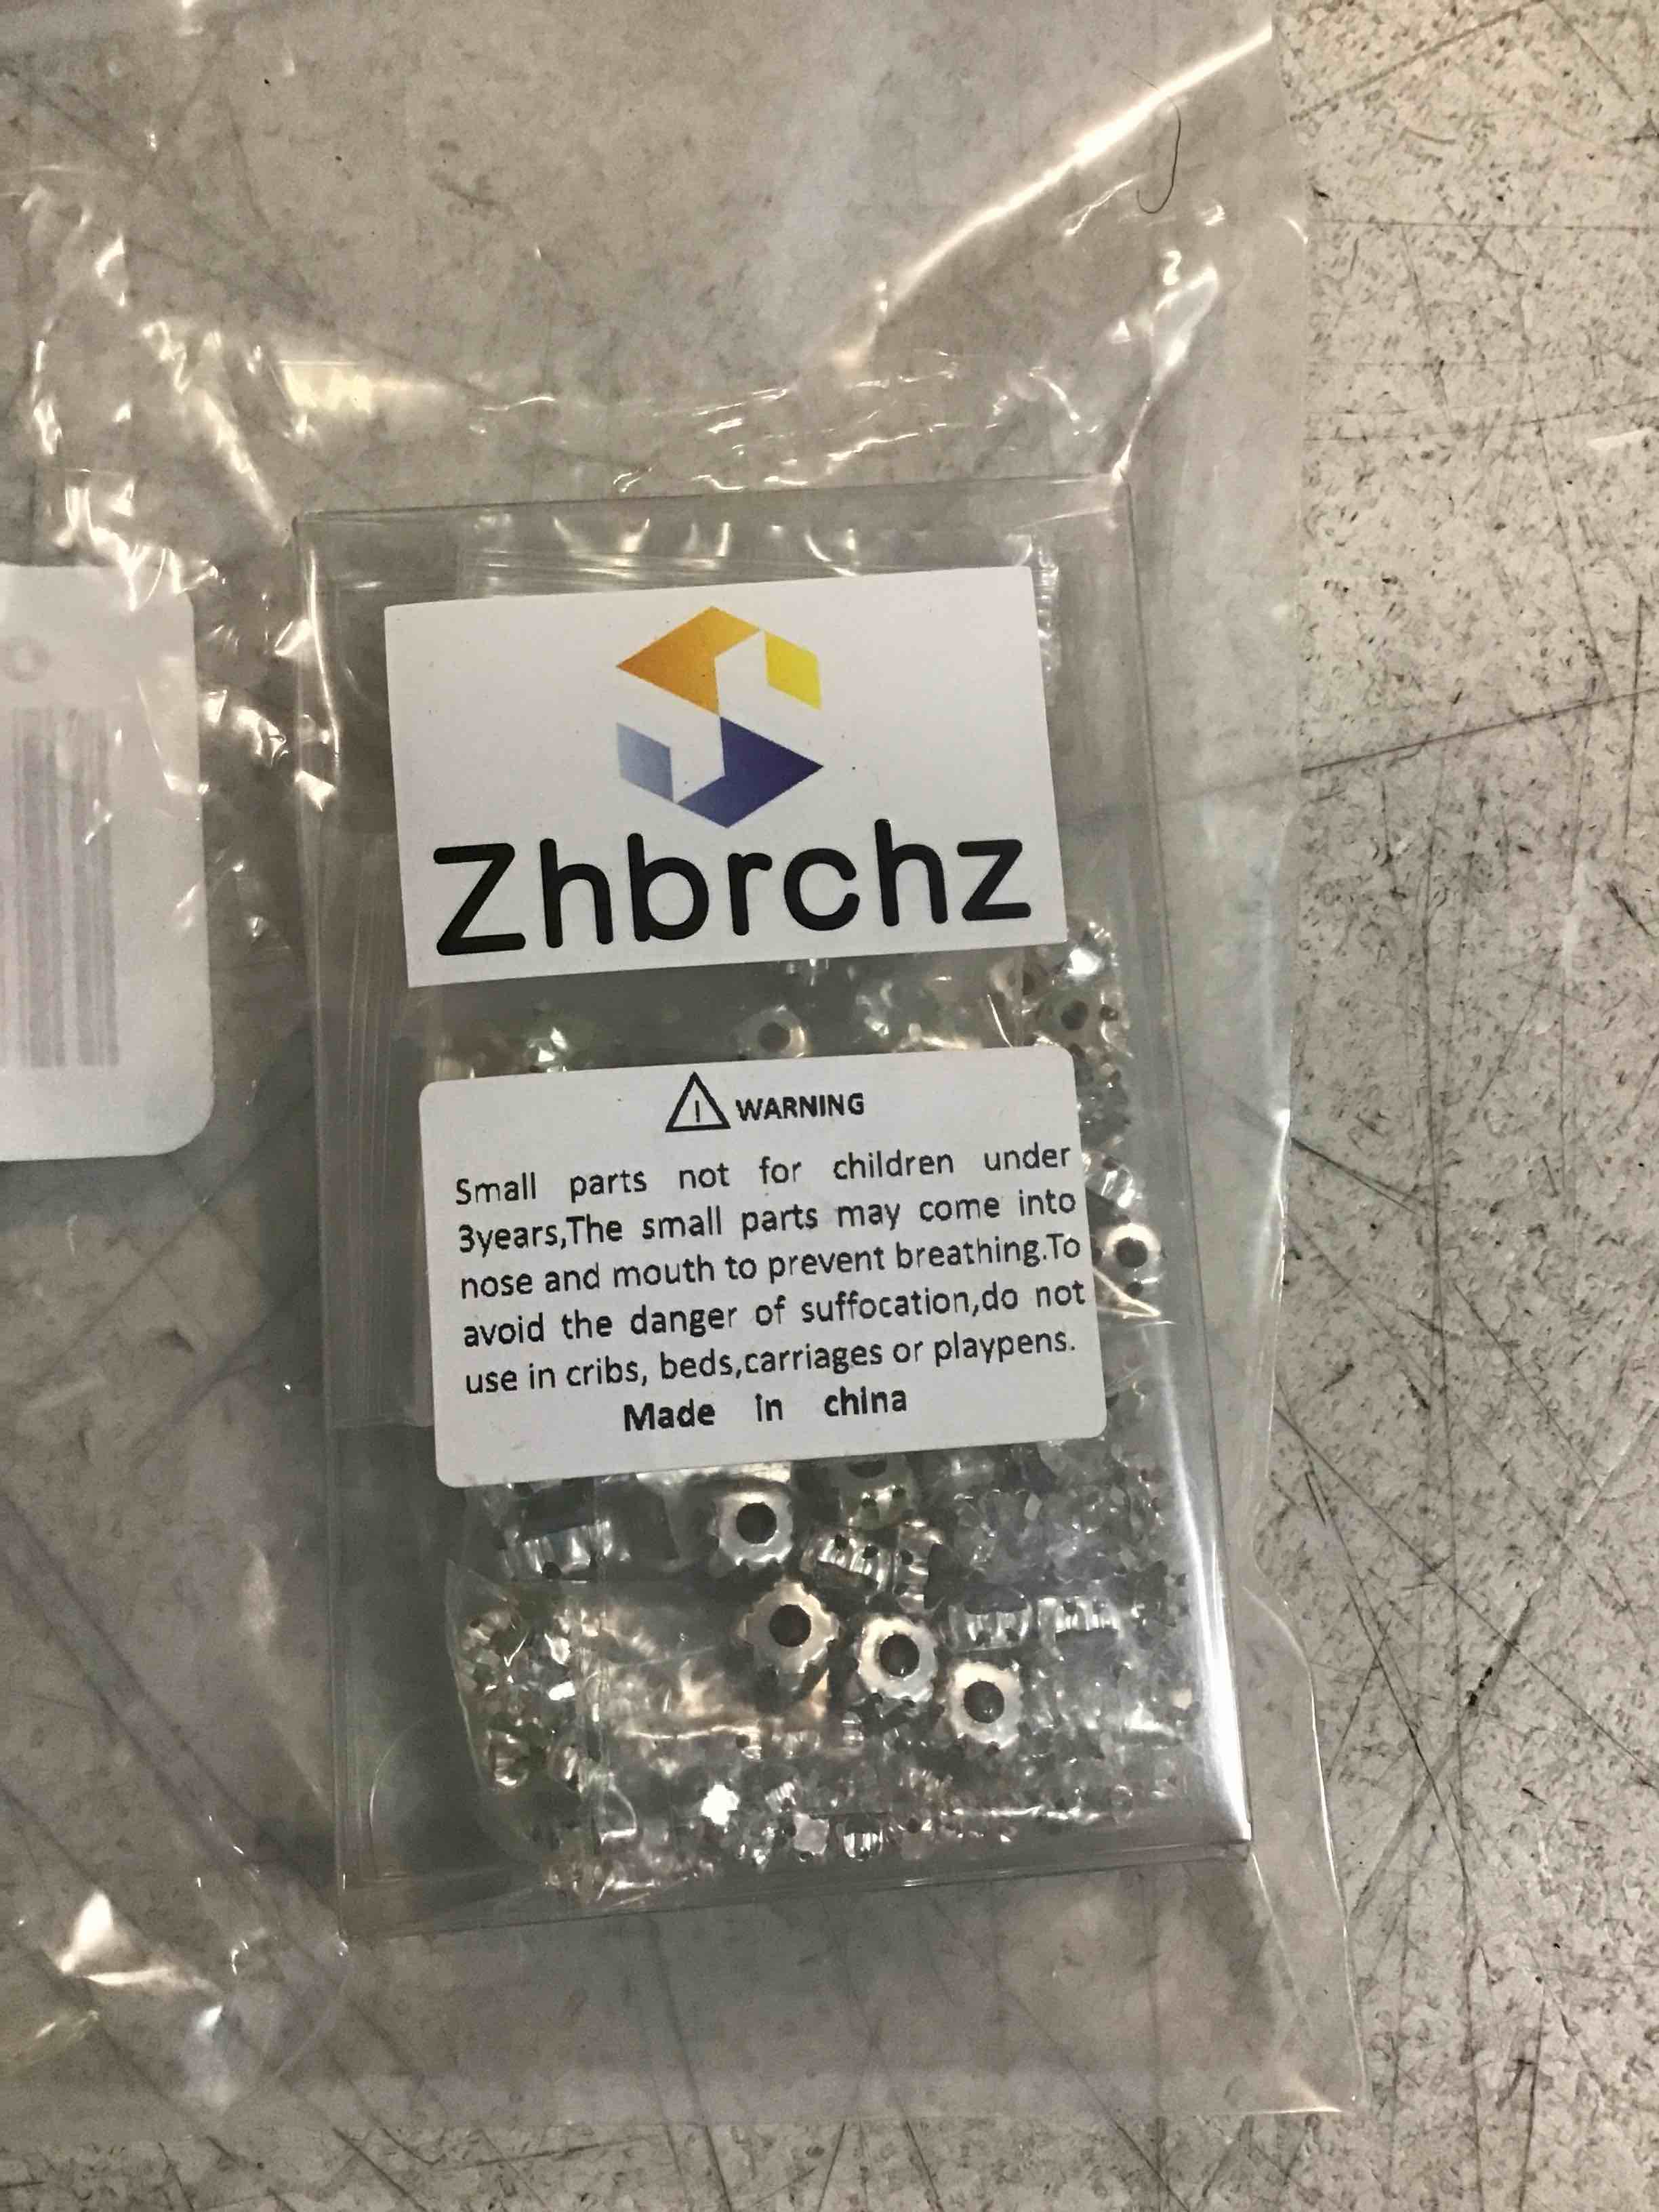 Zhbrchz
WARNING
Small parts not for children under
3years,The small parts may come into
nose and mouth to prevent breathing.To
avoid the danger of suffocation,do not
use in cribs, beds,carriages or playpens.
Made in china